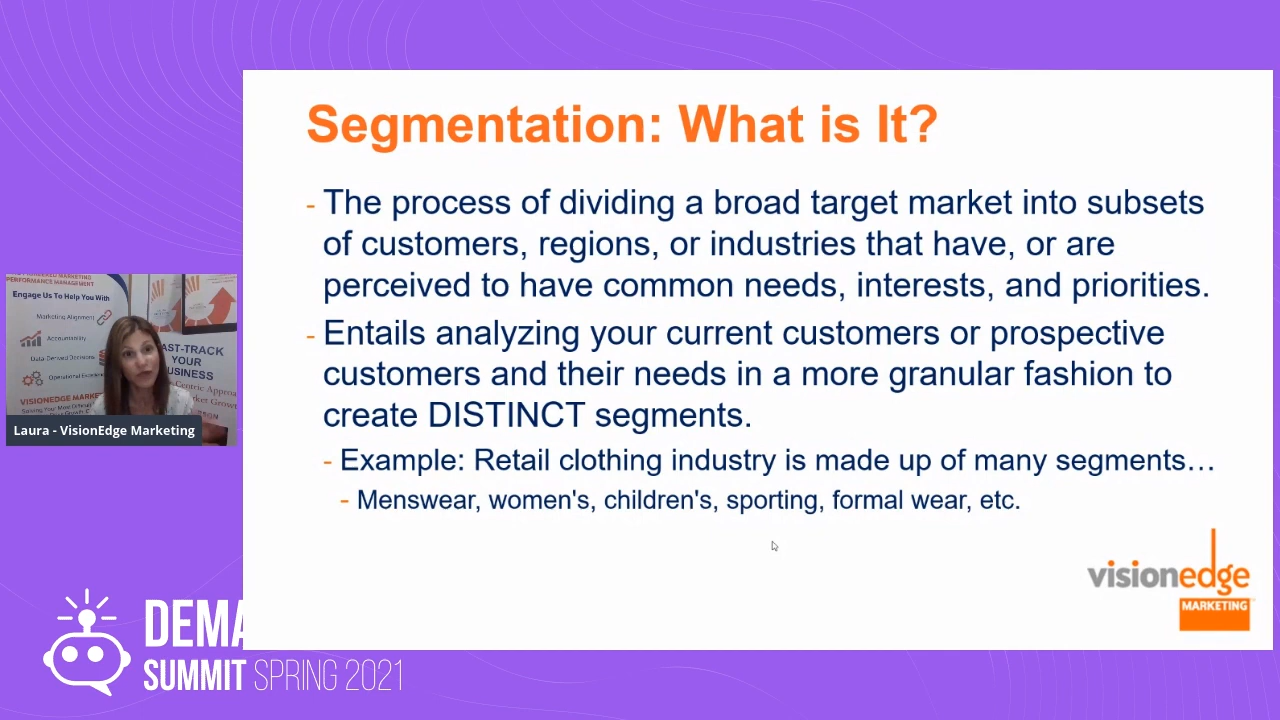 Segmentation: What is It?
- The process of dividing a broad target market into subsets
of customers, regions, or industries that have, or are
perceived to have common needs, interests, and priorities.
- Entails analyzing your current customers or prospective
customers and their needs in a more granular fashion to
create DISTINCT segments.
- Example: Retail clothing industry is made up of many segments…
- Menswear, women's, children's, sporting, formal wear, etc.
visionedge
MARKETING
PERFORMANCE MANAGEMENT
Engage Us To Help You With
Marketing Alignment
Accountability
Data-Derived Decisions
Operational
YOUR
Laura - VisionEdge Marketing
DEMA
SUMMIT SPRING 2021